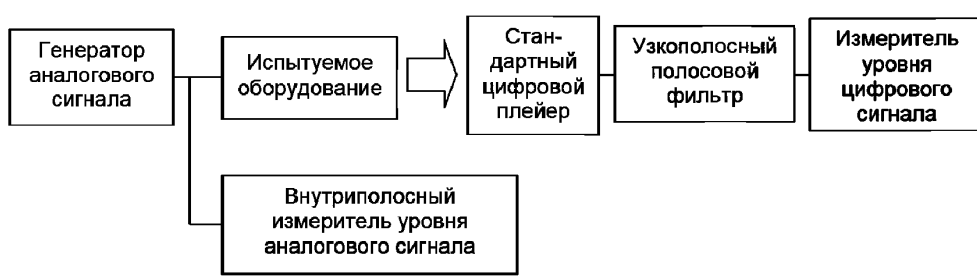 Генератор
аналогового
сигнала
Испытуемое
оборудование
Стан-
дартный
цифровой
плейер
Узкополосный
полосовой
фильтр
Измеритель
уровня
цифрового
сигнала
Внутриполосный
измеритель уровня
аналогового сигнала